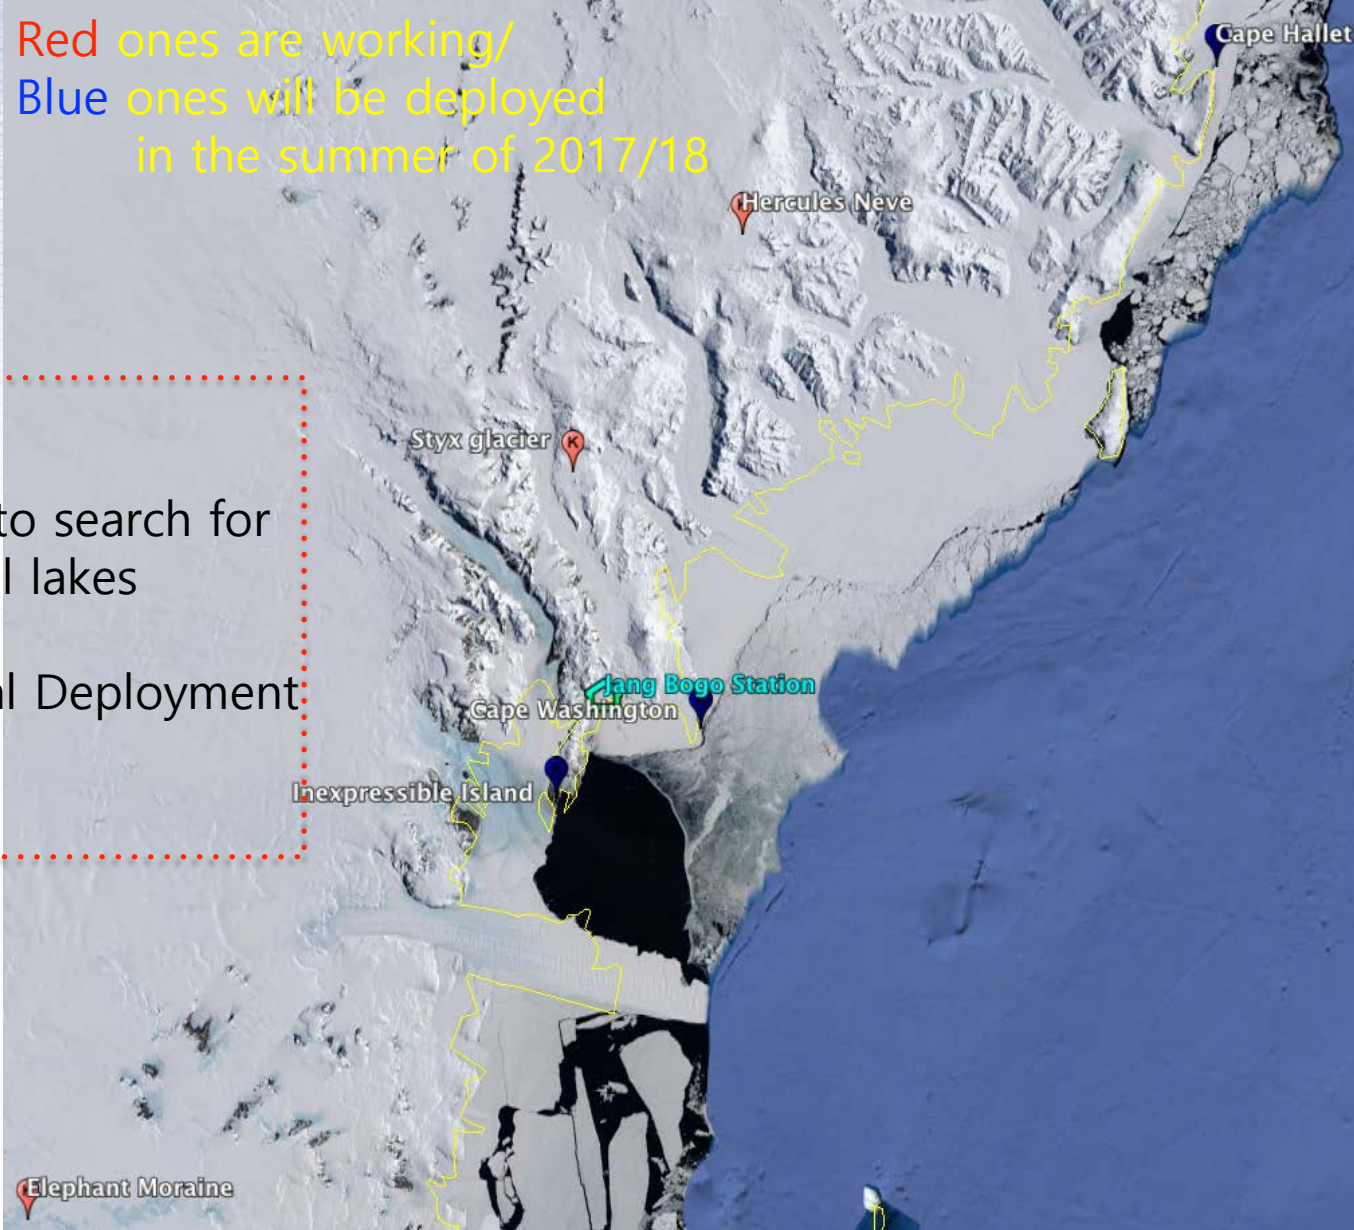 Red ones are working/
Blue ones will be deployed
in the summer of 2017/18
Cape Hallet
Hercules Neve
Styx glacier
K
to search for
l lakes
l Deployment
Jang Bogo Station
Cape Washington
Inexpressible Island
Elephant Moraine